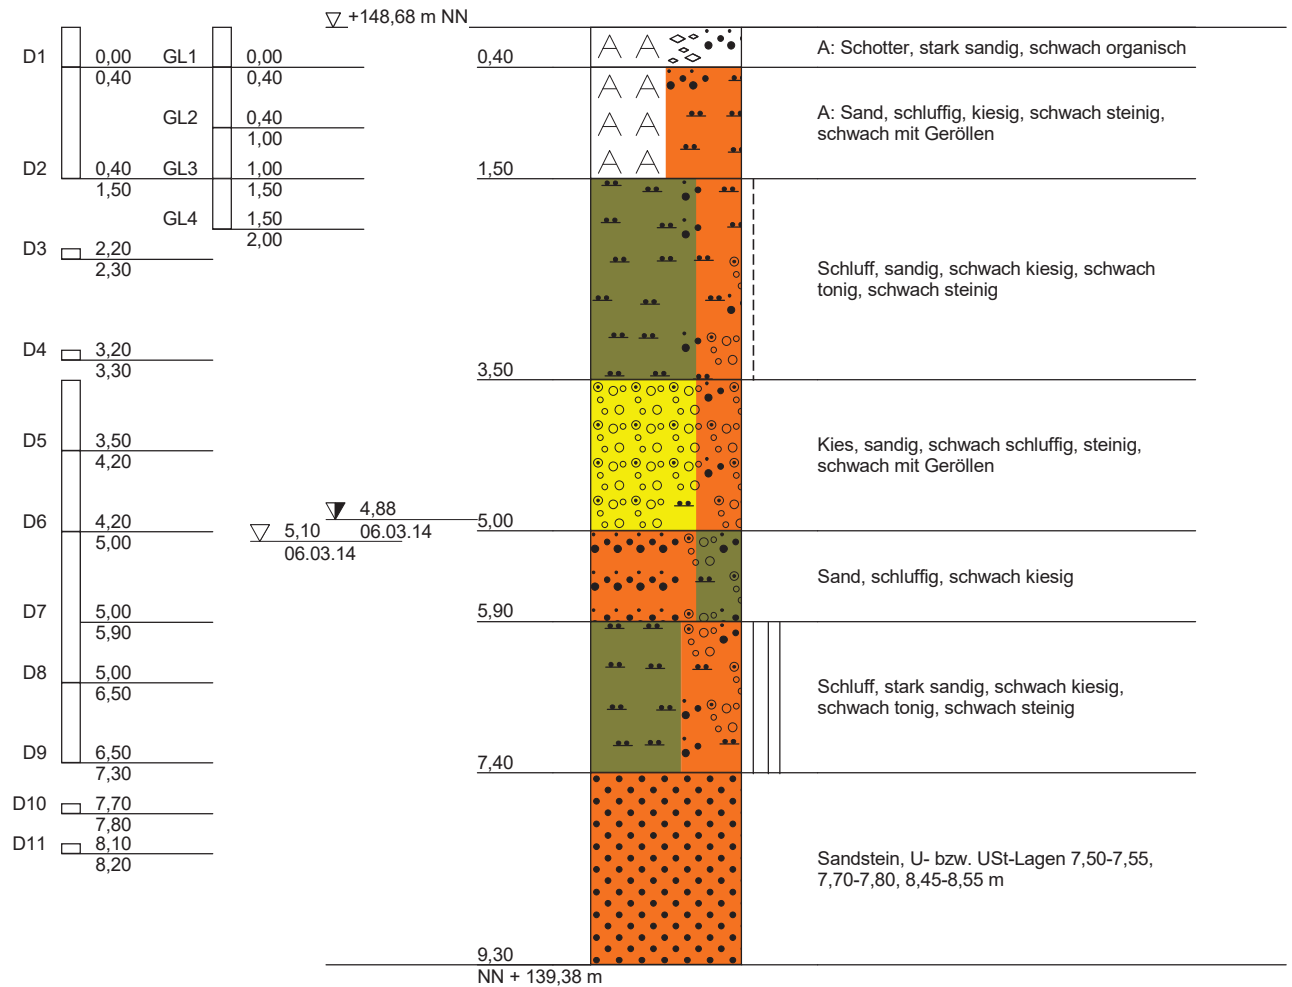 +148,68 m NN
D1 0,00 GL1 0,00 0,40 A: Schotter, stark sandig, schwach organisch
0,40 0,40
A: Sand, schluffig, kiesig, schwach steinig,
schwach mit Geröllen
GL2 0,40
1,00
D2 0,40 GL3 1,00 1,50
1,50 1,50
GL4 1,50
2,00
D3 2,20
2,30
Schluff, sandig, schwach kiesig, schwach
tonig, schwach steinig
D4 3,20
3,30
3,50
D5 3,50
4,20
Kies, sandig, schwach schluffig, steinig,
schwach mit Geröllen
4,88
06.03.14
D6 4,20 5,00
5,00
5,10
06.03.14
Sand, schluffig, schwach kiesig
D7 5,00 5,90
5,90
D8 5,00
6,50
Schluff, stark sandig, schwach kiesig,
schwach tonig, schwach steinig
D9 6,50 7,40
7,30
D10 7,70
7,80
D11 8,10
8,20
Sandstein, U- bzw. USt-Lagen 7,50-7,55,
7,70-7,80, 8,45-8,55 m
9,30
NN + 139,38 m
A A
A A
A A
A A